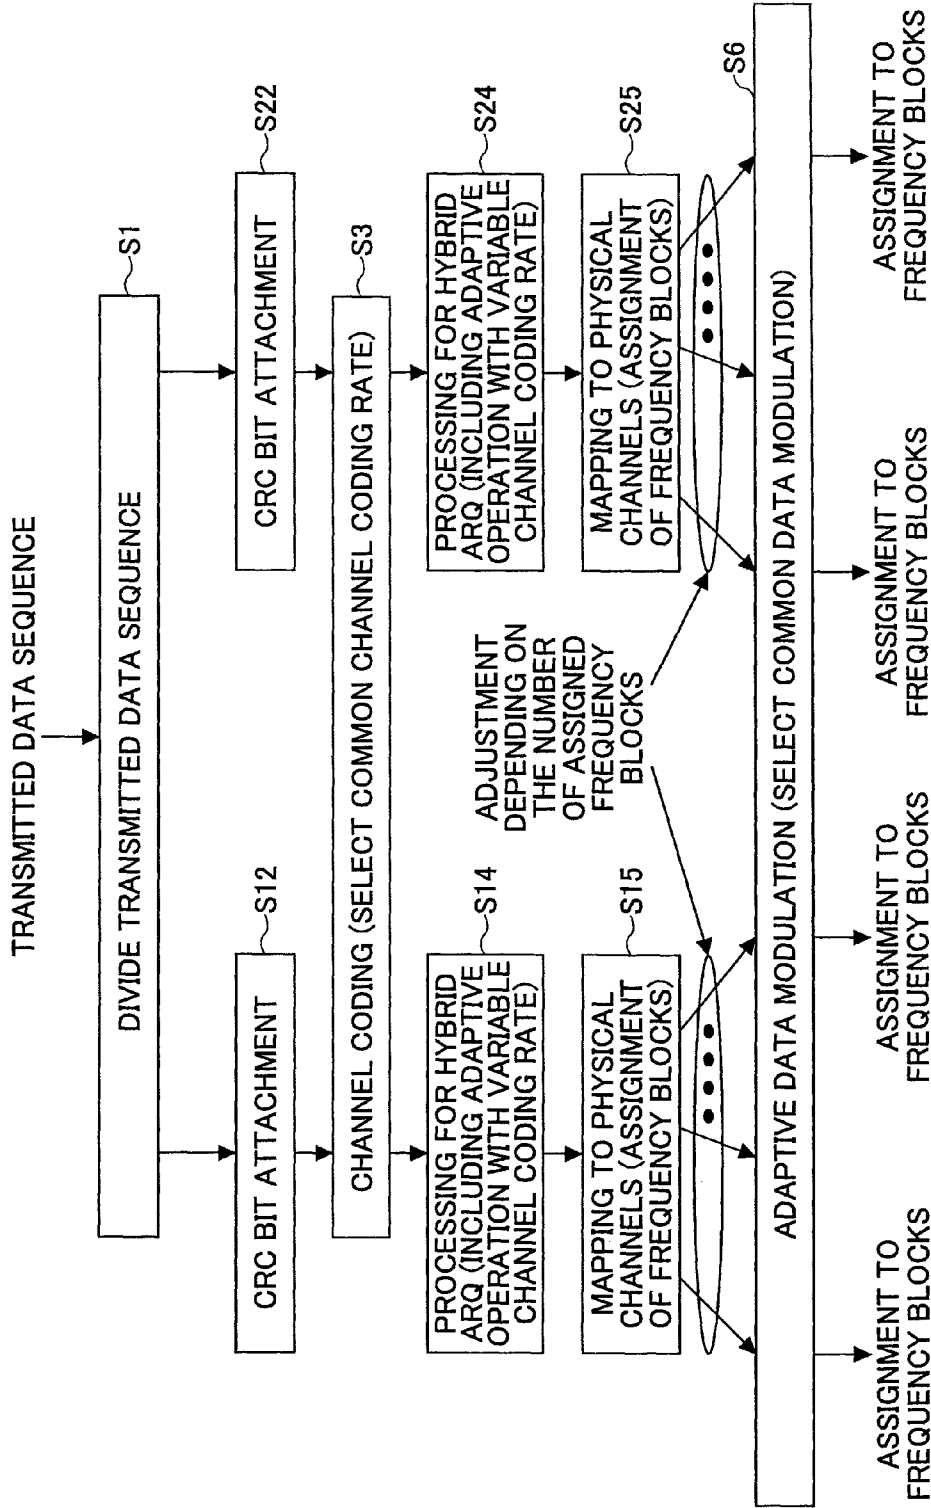 TRANSMITTED DATA SEQUENCE
S1
DIVIDE TRANSMITTED DATA SEQUENCE
S12
CRC BIT ATTACHMENT
S22
CRC BIT ATTACHMENT
S3
CHANNEL CODING (SELECT COMMON CHANNEL CODING RATE)
S14
PROCESSING FOR HYBRID
ARQ (INCLUDING ADAPTIVE
OPERATION WITH VARIABLE
CHANNEL CODING RATE)
S24
PROCESSING FOR HYBRID
ARQ (INCLUDING ADAPTIVE
OPERATION WITH VARIABLE
CHANNEL CODING RATE)
ADJUSTMENT
DEPENDING ON
THE NUMBER
OF ASSIGNED
FREQUENCY
BLOCKS
S15
MAPPING TO PHYSICAL
CHANNELS (ASSIGNMENT
OF FREQUENCY BLOCKS)
S25
MAPPING TO PHYSICAL
CHANNELS (ASSIGNMENT
OF FREQUENCY BLOCKS)
S6
ADAPTIVE DATA MODULATION (SELECT COMMON DATA MODULATION)
ASSIGNMENT TO
FREQUENCY BLOCKS
ASSIGNMENT TO
FREQUENCY BLOCKS
ASSIGNMENT TO
FREQUENCY BLOCKS
ASSIGNMENT TO
FREQUENCY BLOCKS